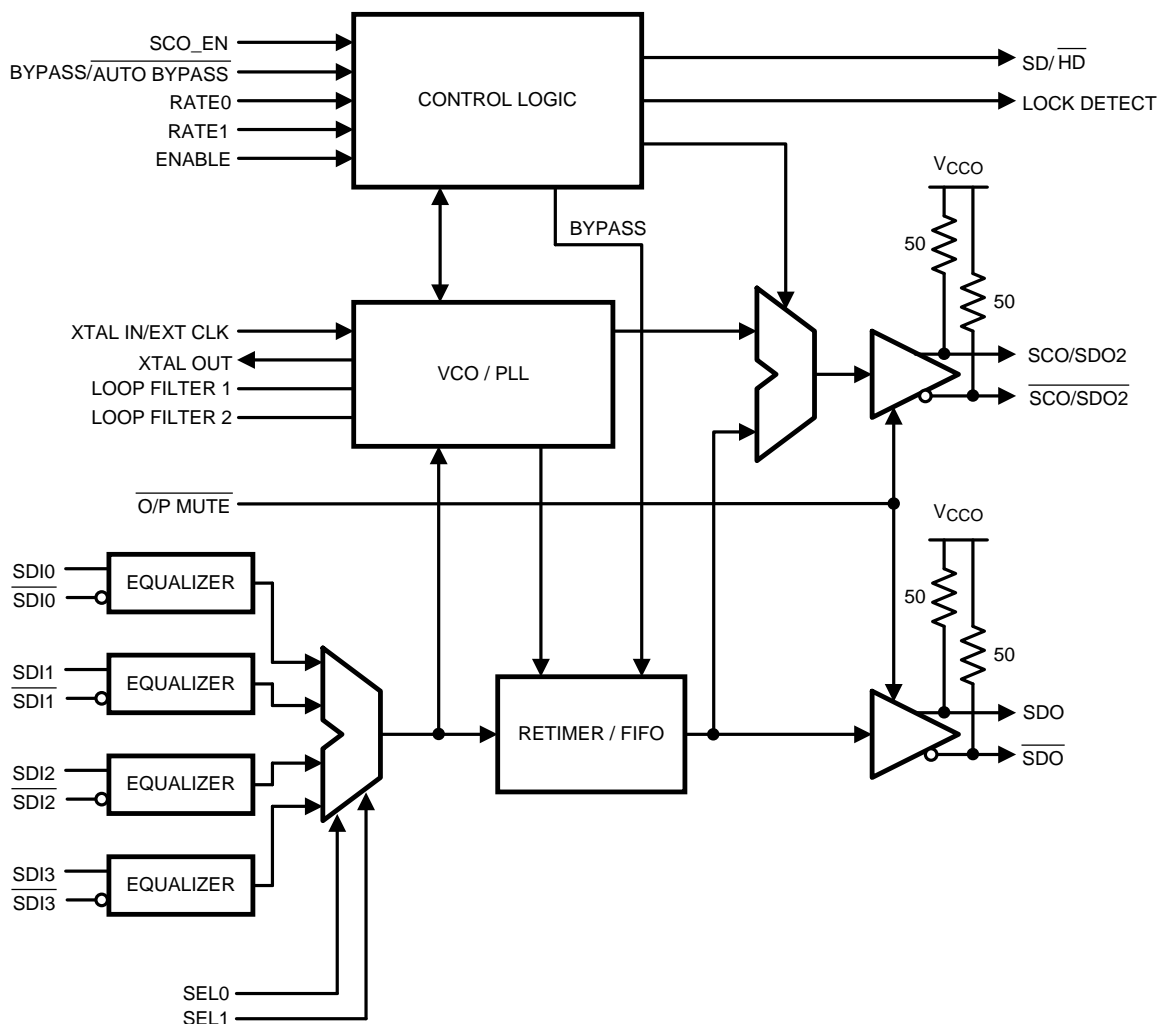 SCO_EN
BYPASS/AUTO BYPASS
RATE0
RATE1
ENABLE
CONTROL LOGIC
SD/HD
LOCK DETECT
BYPASS
VCCO
50
50
XTAL IN/EXT CLK
XTAL OUT
LOOP FILTER 1
LOOP FILTER 2
VCO / PLL
SCO/SDO2
SCO/SDO2
O/P MUTE
VCCO
50
50
SDI0
SDI0
EQUALIZER
SDI1
SDI1
EQUALIZER
SDI2
SDI2
EQUALIZER
SDI3
SDI3
EQUALIZER
RETIMER / FIFO
SDO
SDO
SEL0
SEL1